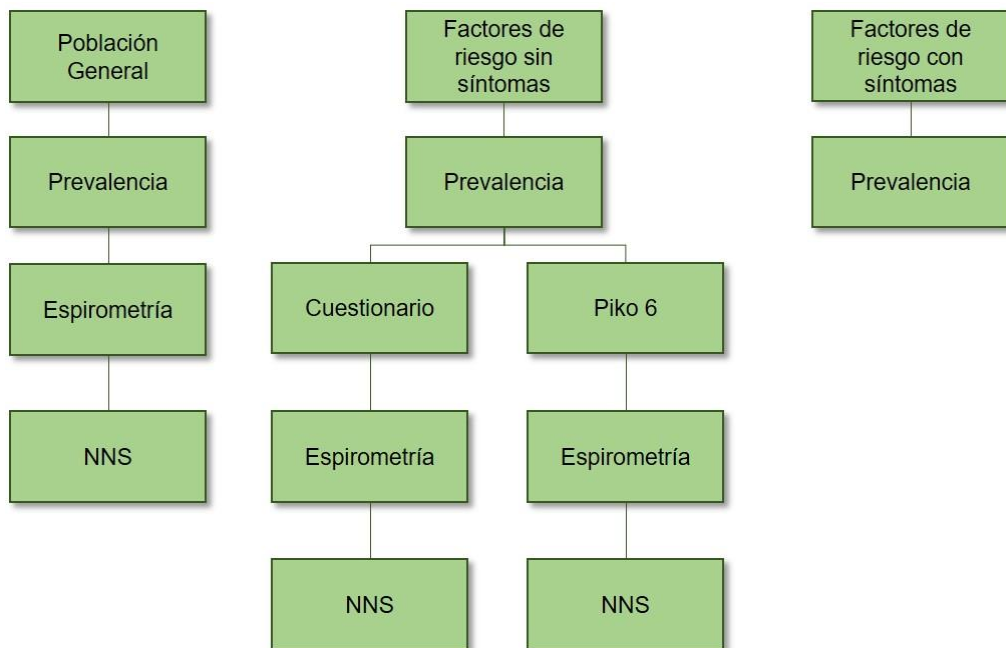 Población
General
Prevalencia
Espirometría
NNS
Factores de
riesgo sin
síntomas
Prevalencia
Cuestionario
Espirometría
NNS
Piko 6
Espirometría
NNS
Factores de
riesgo con
síntomas
Prevalencia